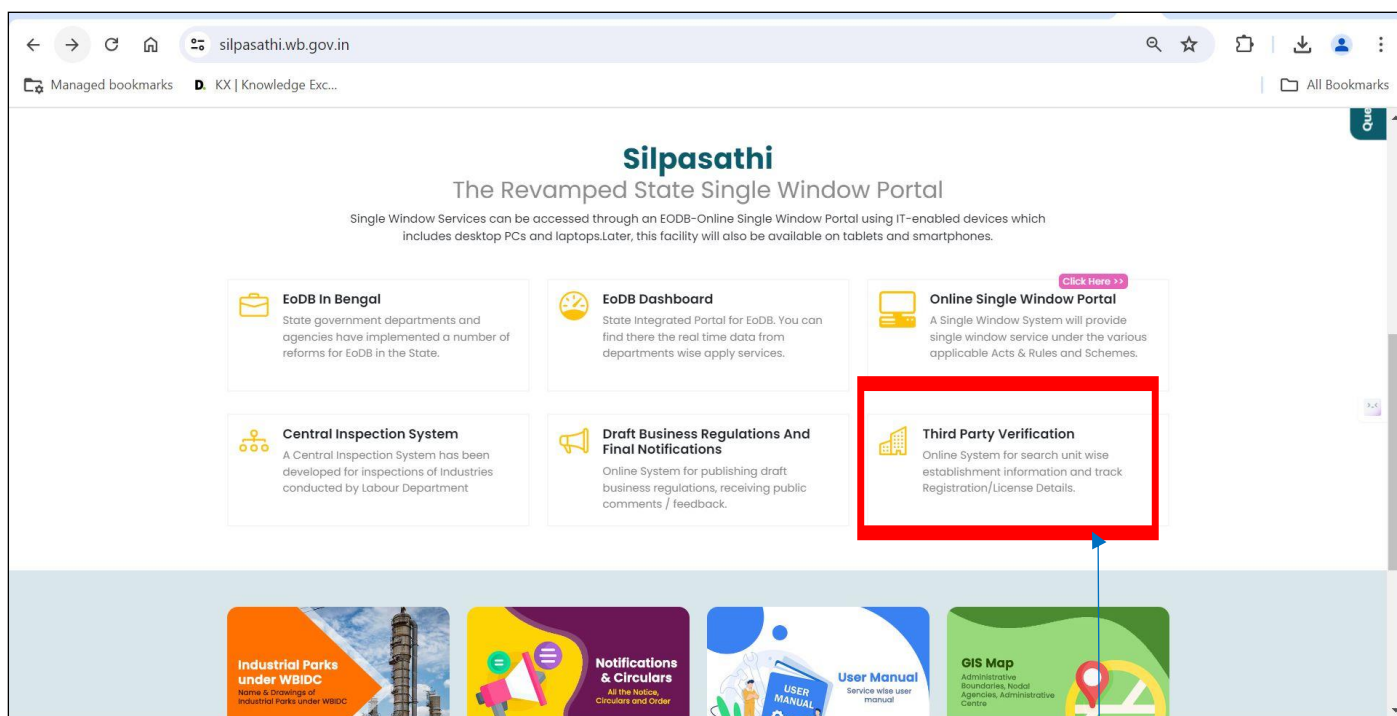 silpasathi.wb.gov.in
Managed bookmarks
D. KX | Knowledge Exc...
All Bookmarks
Que
Silpasathi
The Revamped State Single Window Portal
Single Window Services can be accessed through an EODB-Online Single Window Portal using IT-enabled devices which
includes desktop PCs and laptops.Later, this facility will also be available on tablets and smartphones.
EoDB In Bengal
State government departments and
agencies have implemented a number of
reforms for EoDB in the State.
EoDB Dashboard
State Integrated Portal for EoDB. You can
find there the real time data from
departments wise apply services.
Click Here >>
Online Single Window Portal
A Single Window System will provide
single window service under the various
applicable Acts & Rules and Schemes.
Central Inspection System
A Central Inspection System has been
developed for inspections of Industries
conducted by Labour Department
Draft Business Regulations And
Final Notifications
Online System for publishing draft
business regulations, receiving public
comments / feedback.
Third Party Verification
Online System for search unit wise
establishment information and track
Registration/License Details.
Industrial Parks
under WBIDC
Name & Drawings of
Industrial Parks under WBIDC
Notifications
& Circulars
All the Notice,
Circulars and Order
USER
MANUAL
User Manual
Service wise user
manual
GIS Map
Administrative
Boundaries, Nodal
Agencies, Administrative
Centre